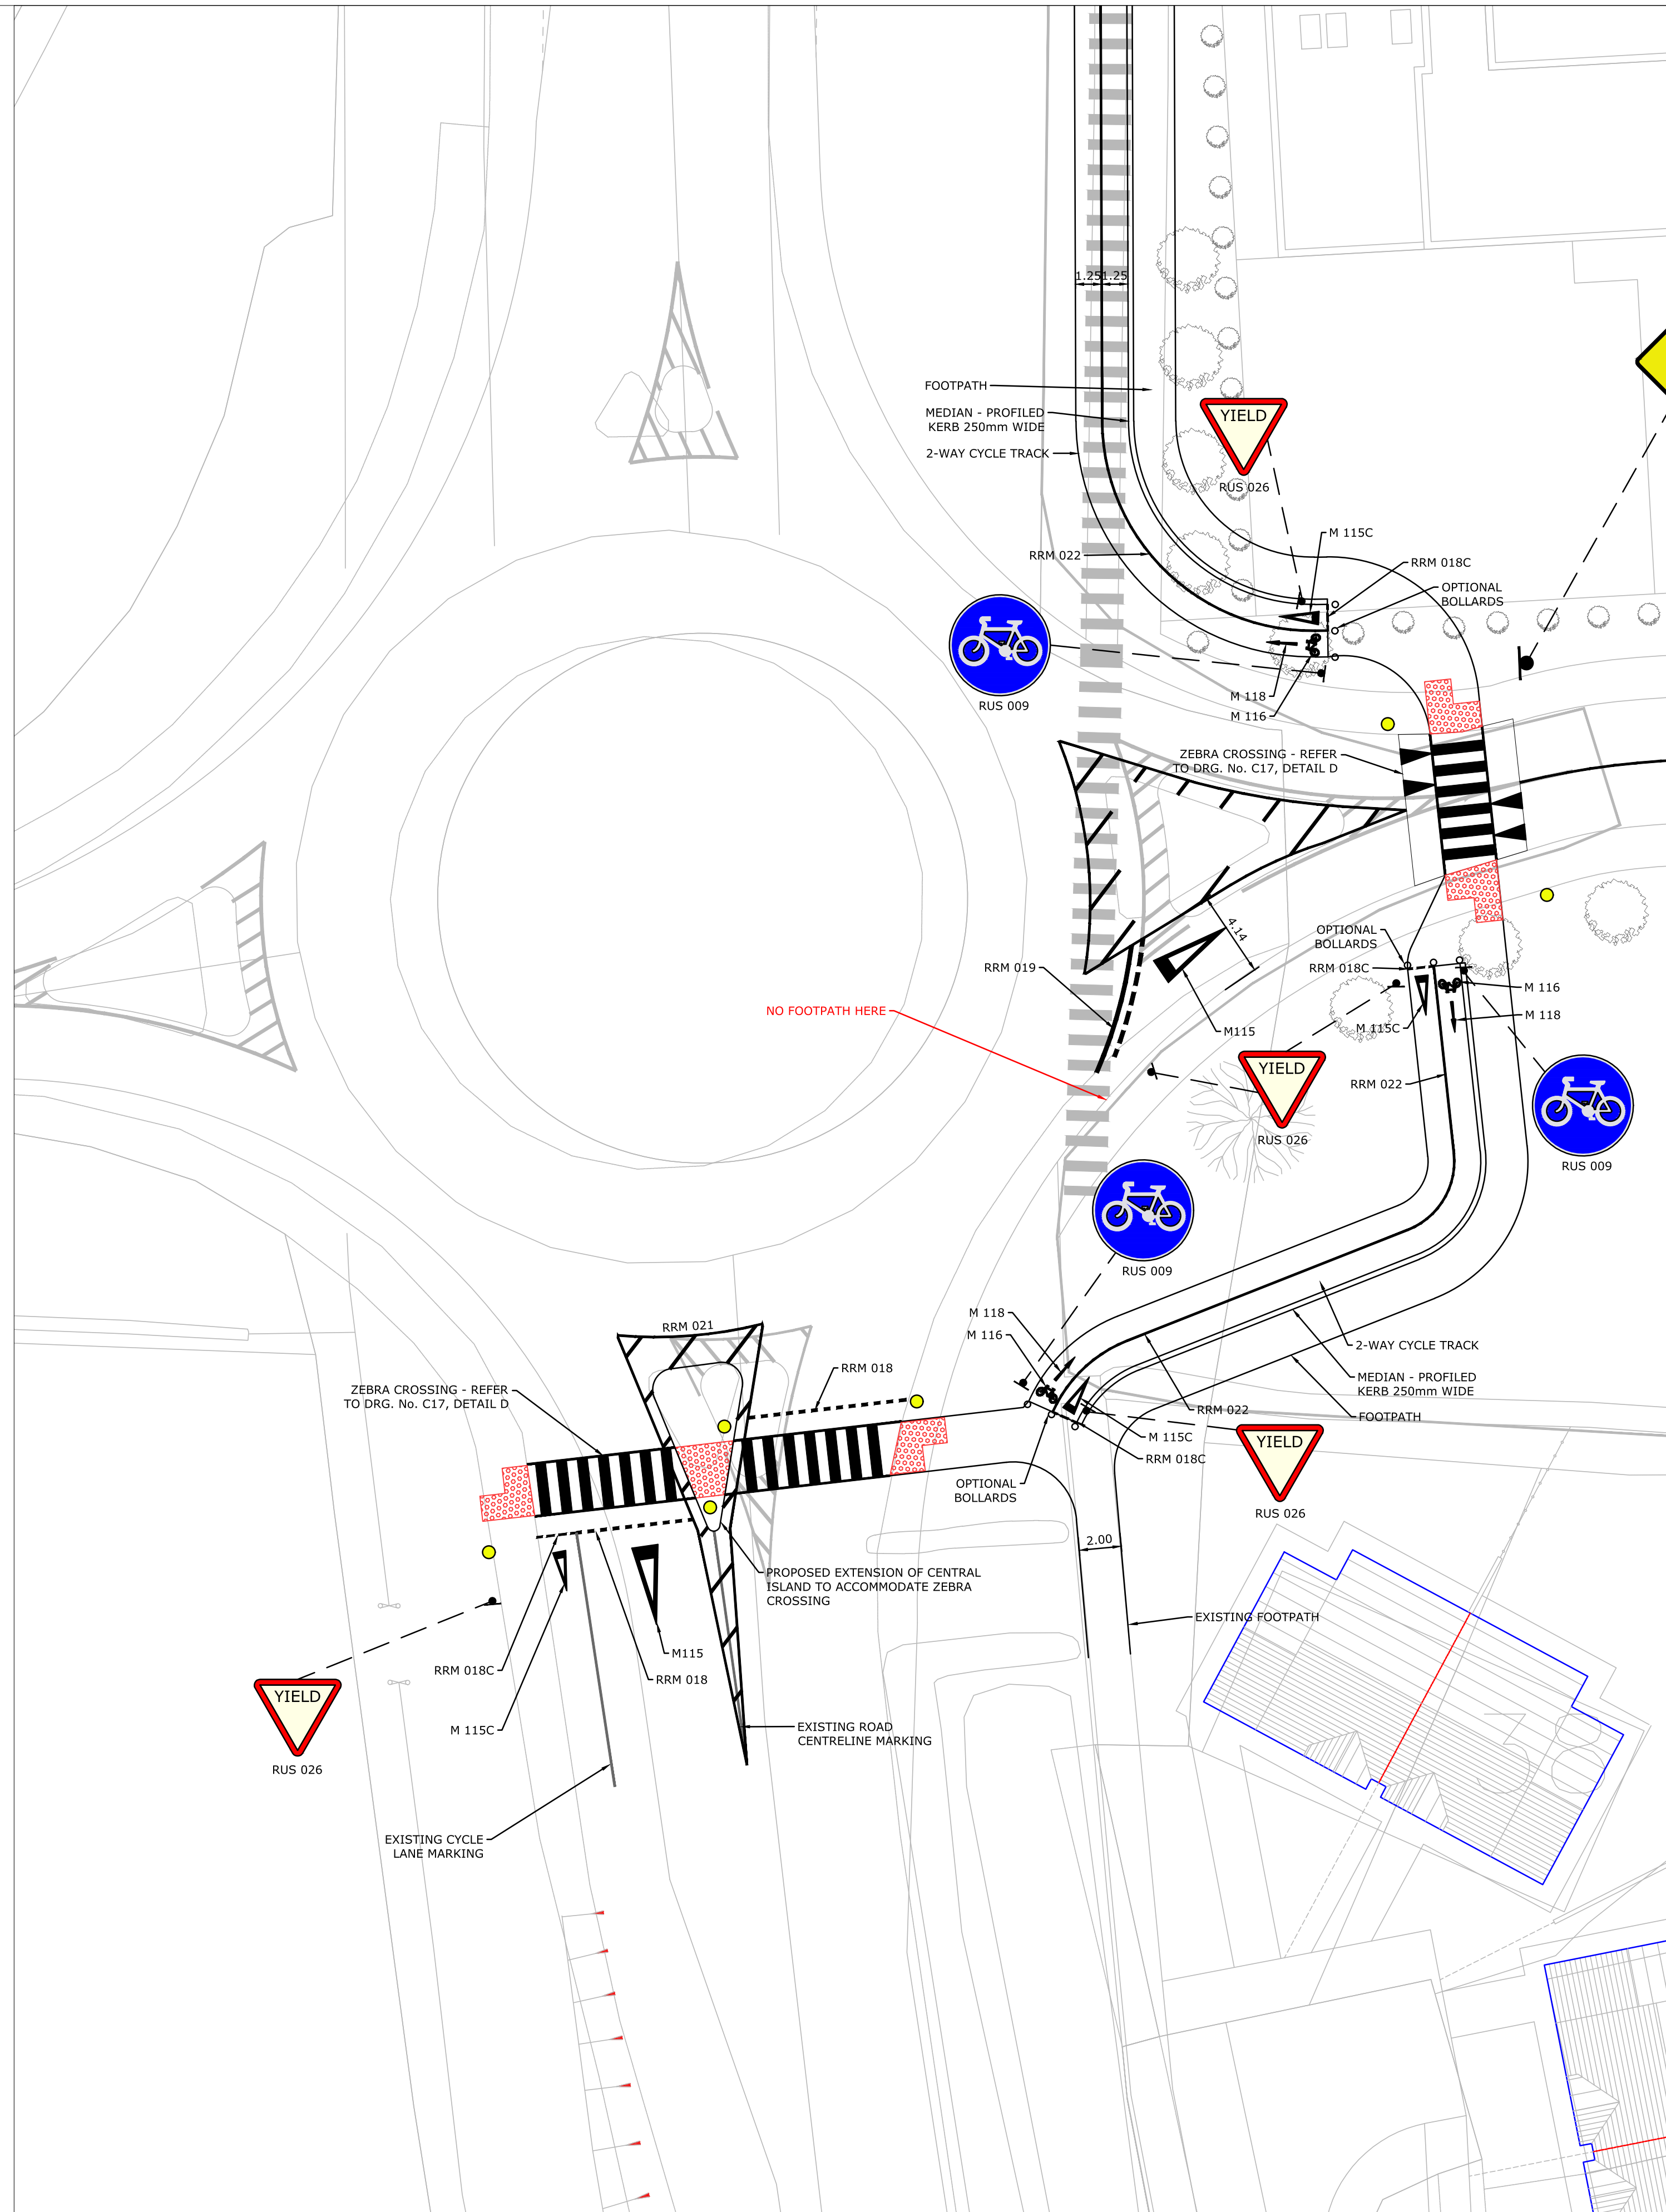 1.25
1.25
FOOTPATH
MEDIAN - PROFILED
KERB 250mm WIDE
2-WAY CYCLE TRACK
YIELD
RUS 026
RRM 022
M 115C
RRM 018C
OPTIONAL
BOLLARDS
RUS 009
M 118
M 116
ZEBRA CROSSING - REFER
TO DRG. No. C17, DETAIL D
4.14
OPTIONAL
BOLLARDS
RRM 018C
RRM 019
M 116
M 118
M 115C
NO FOOTPATH HERE
M115
YIELD
RUS 026
RRM 022
RUS 009
RUS 009
M 118
M 116
RRM 021
RRM 018
2-WAY CYCLE TRACK
MEDIAN - PROFILED
KERB 250mm WIDE
FOOTPATH
ZEBRA CROSSING - REFER
TO DRG. No. C17, DETAIL D
RRM 022
M 115C
RRM 018C
YIELD
RUS 026
OPTIONAL
BOLLARDS
2.00
PROPOSED EXTENSION OF CENTRAL
ISLAND TO ACCOMMODATE ZEBRA
CROSSING
EXISTING FOOTPATH
M115
RRM 018
RRM 018C
M 115C
YIELD
RUS 026
EXISTING ROAD
CENTRELINE MARKING
EXISTING CYCLE
LANE MARKING
38